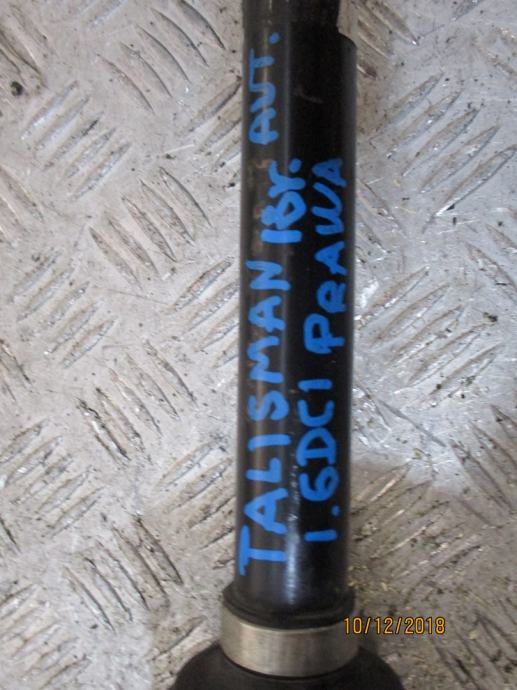 TALISMAN 18r. AUT.
1.6DCI PRAWA
10/12/2018